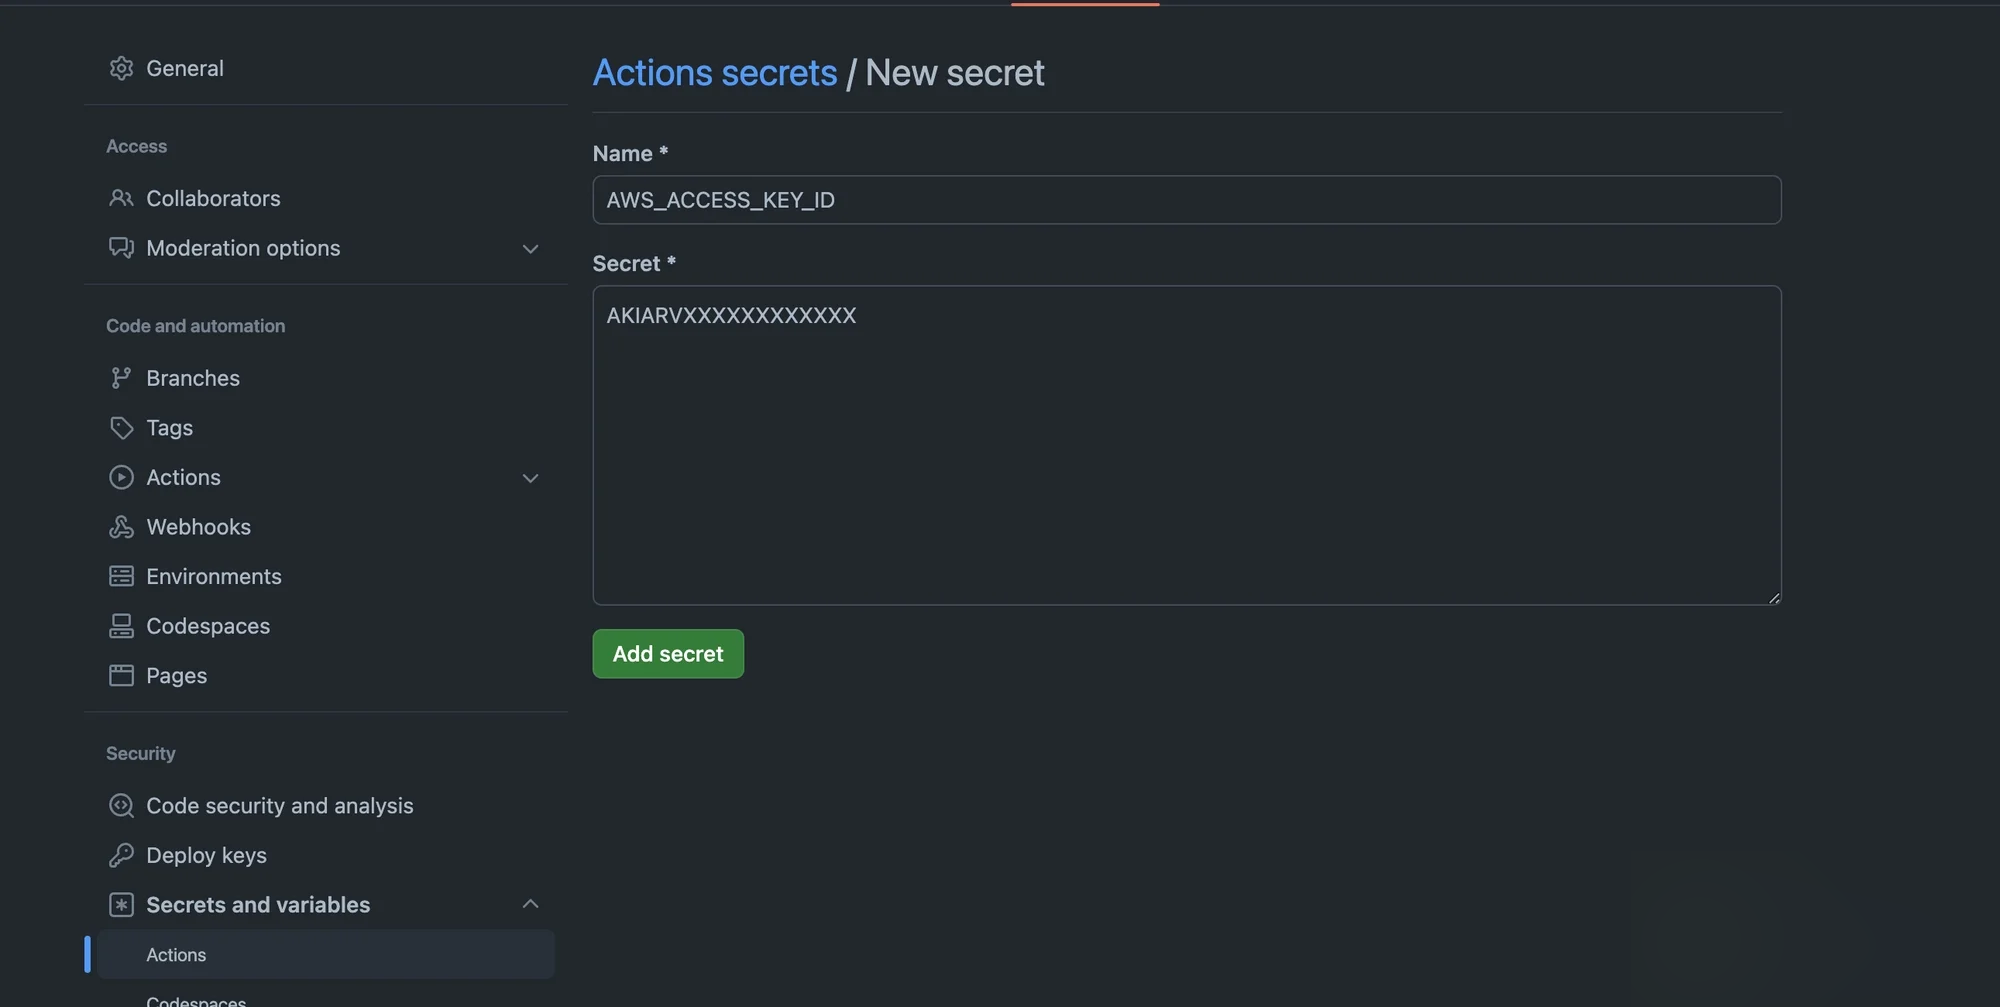 General
Access
Collaborators
Moderation options
Code and automation
Branches
Tags
Actions
Webhooks
Environments
Codespaces
Pages
Security
Code security and analysis
Deploy keys
Secrets and variables
Actions
Codespaces
Actions secrets / New secret
Name *
AWS_ACCESS_KEY_ID
Secret *
AKIARVXXXXXXXXXXXX
Add secret